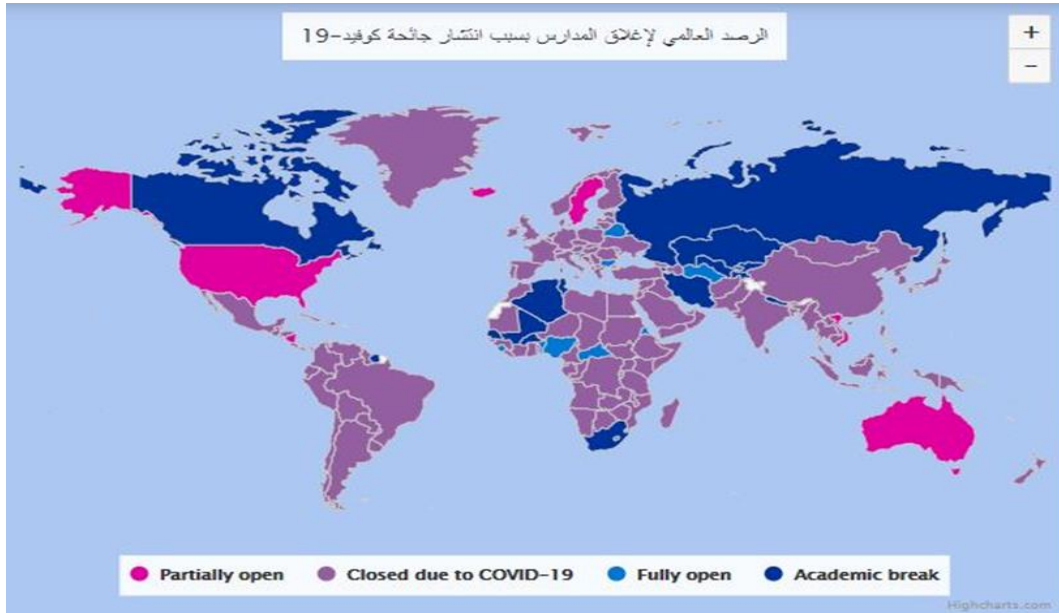 الرصد العالمي لإغلاق المدارس بسبب انتشار جائحة كوفيد-19
+
−
Partially open
Closed due to COVID-19
Fully open
Academic break
Highcharts.com